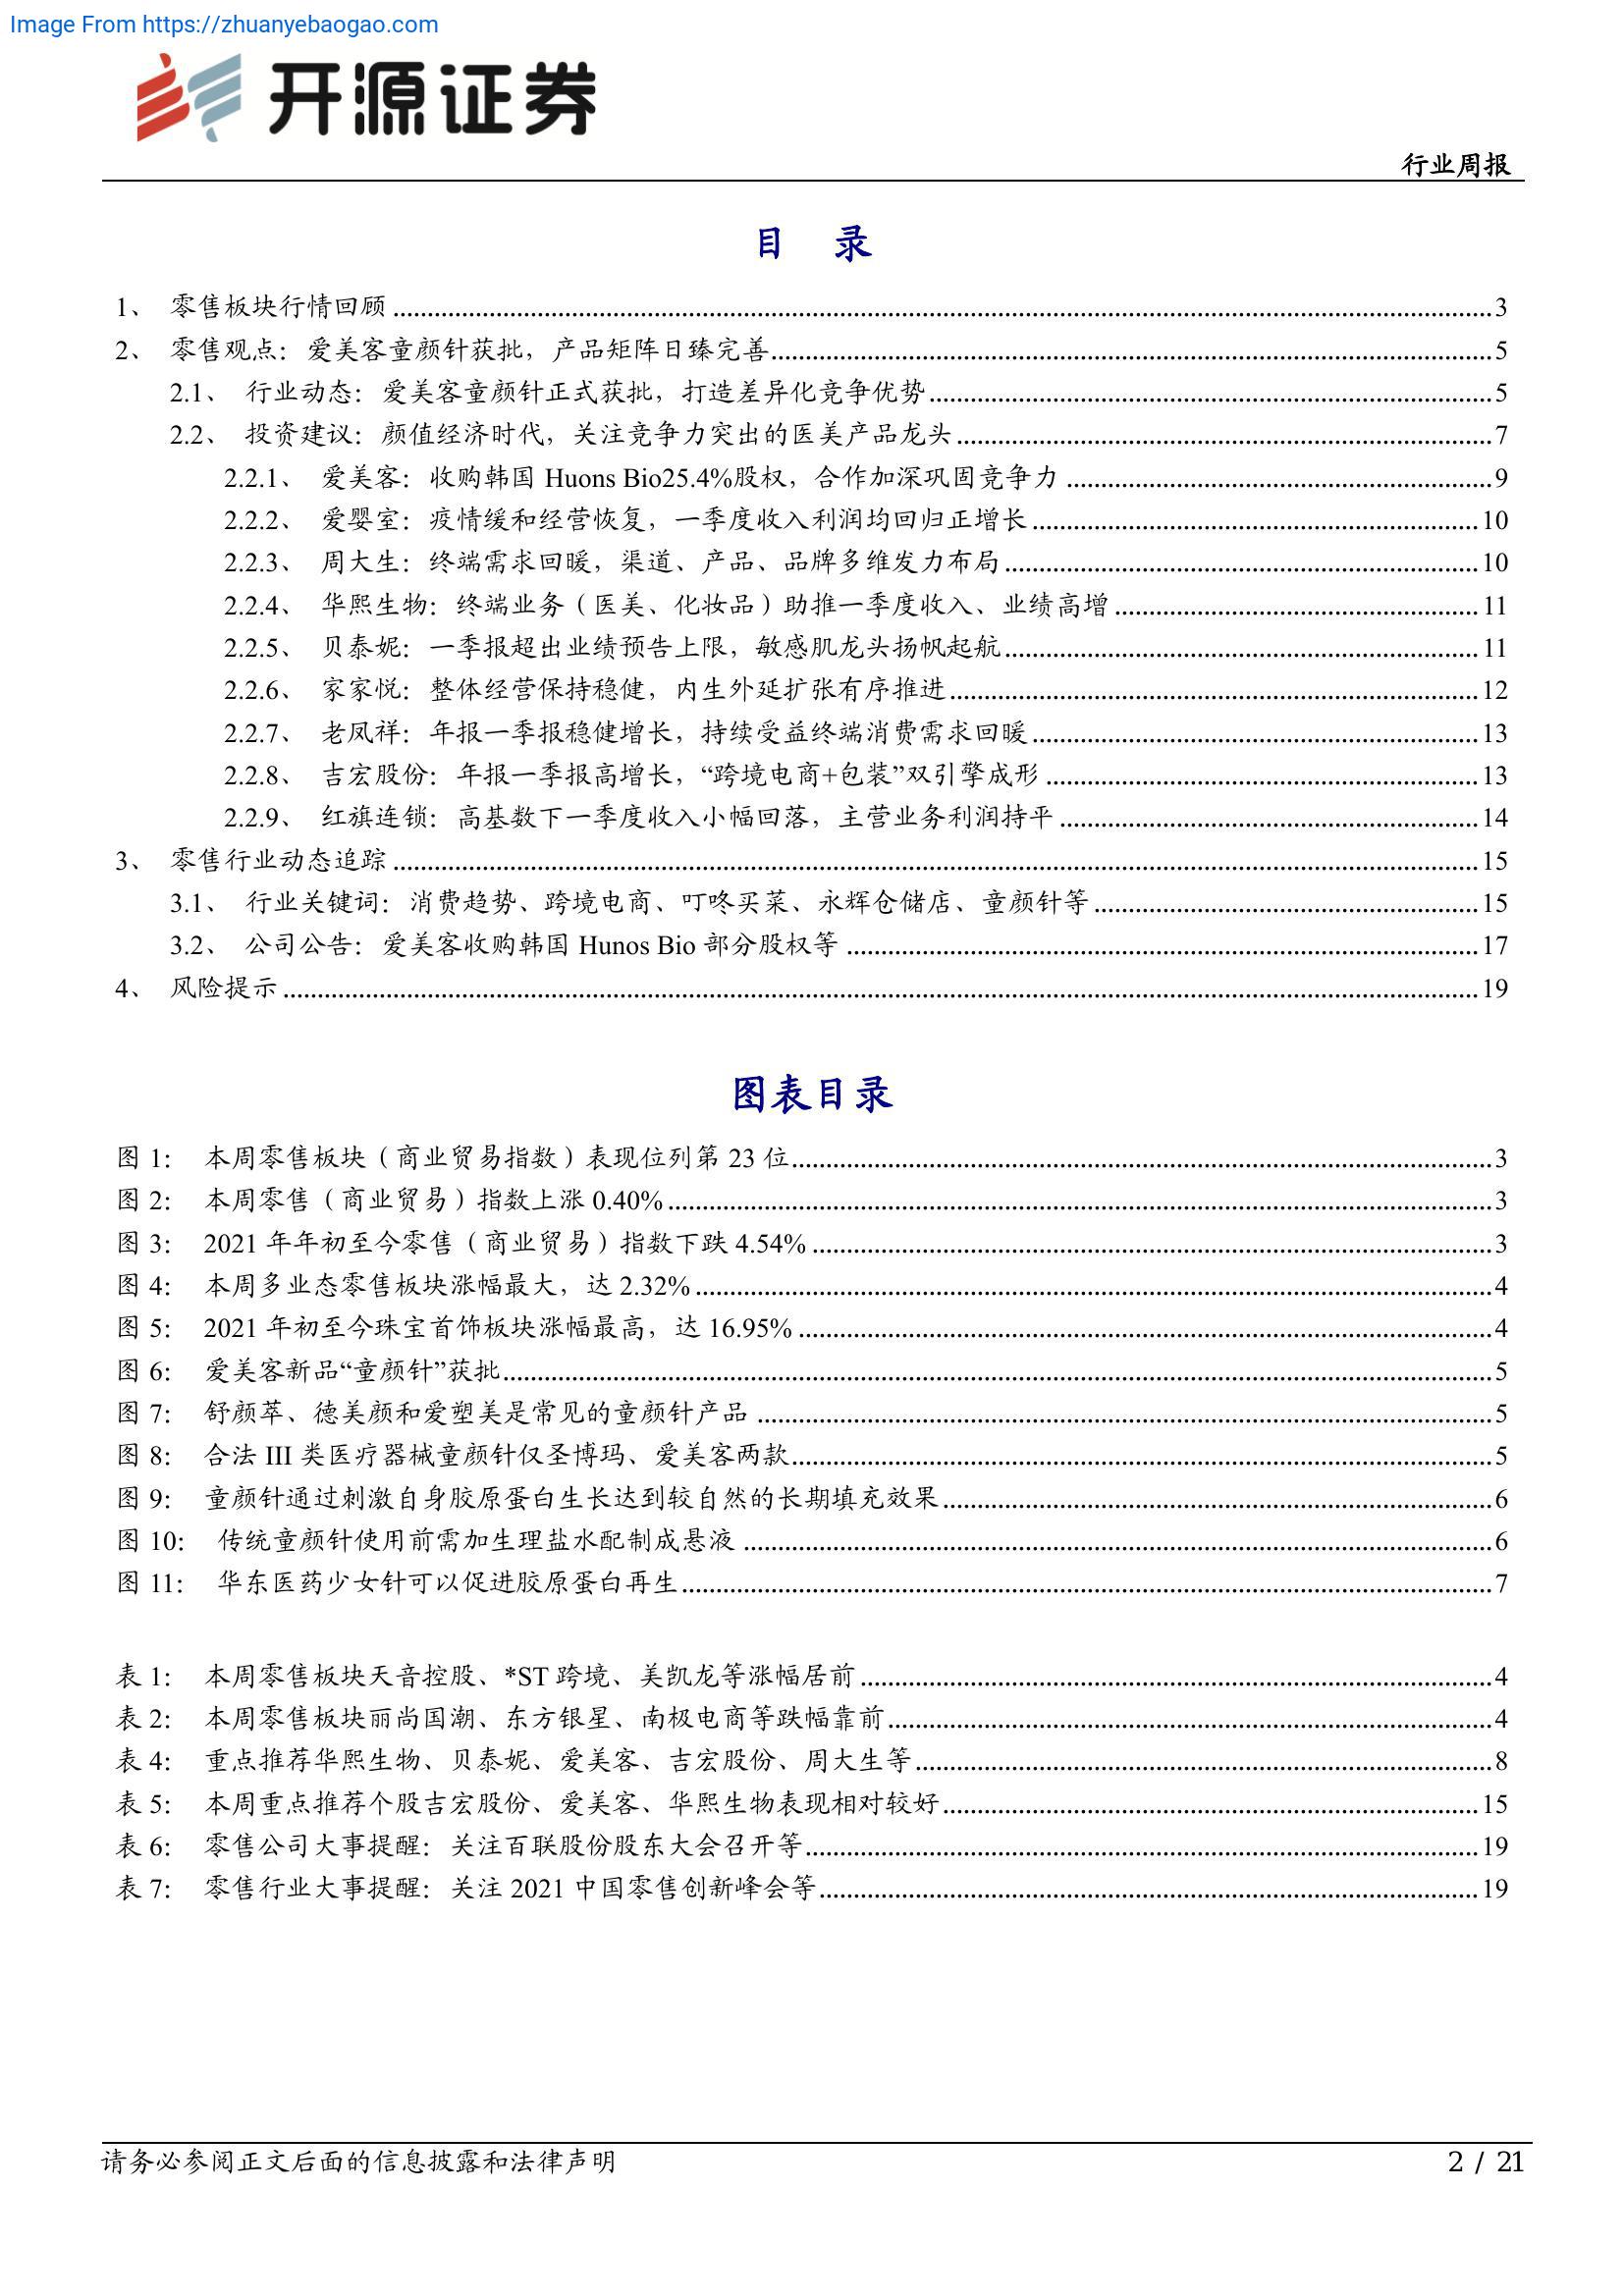 Image From https://zhuanyebaogao.com
开源证券
行业周报
目 录
1、 零售板块行情回顾 3
2、 零售观点：爱美客童颜针获批，产品矩阵日臻完善 5
2.1、 行业动态：爱美客童颜针正式获批，打造差异化竞争优势 5
2.2、 投资建议：颜值经济时代，关注竞争力突出的医美产品龙头 7
2.2.1、 爱美客：收购韩国 Huons Bio25.4%股权，合作加深巩固竞争力 9
2.2.2、 爱婴室：疫情缓和经营恢复，一季度收入利润均回归正增长 10
2.2.3、 周大生：终端需求回暖，渠道、产品、品牌多维发力布局 10
2.2.4、 华熙生物：终端业务（医美、化妆品）助推一季度收入、业绩高增 11
2.2.5、 贝泰妮：一季报超出业绩预告上限，敏感肌龙头扬帆起航 11
2.2.6、 家家悦：整体经营保持稳健，内生外延扩张有序推进 12
2.2.7、 老凤祥：年报一季报稳健增长，持续受益终端消费需求回暖 13
2.2.8、 吉宏股份：年报一季报高增长，“跨境电商+包装”双引擎成形 13
2.2.9、 红旗连锁：高基数下一季度收入小幅回落，主营业务利润持平 14
3、 零售行业动态追踪 15
3.1、 行业关键词：消费趋势、跨境电商、叮咚买菜、永辉仓储店、童颜针等 15
3.2、 公司公告：爱美客收购韩国 Hunos Bio 部分股权等 17
4、 风险提示 19
图表目录
图 1： 本周零售板块（商业贸易指数）表现位列第 23 位 3
图 2： 本周零售（商业贸易）指数上涨 0.40% 3
图 3： 2021 年年初至今零售（商业贸易）指数下跌 4.54% 3
图 4： 本周多业态零售板块涨幅最大，达 2.32% 4
图 5： 2021 年初至今珠宝首饰板块涨幅最高，达 16.95% 4
图 6： 爱美客新品“童颜针”获批 5
图 7： 舒颜萃、德美颜和爱塑美是常见的童颜针产品 5
图 8： 合法 III 类医疗器械童颜针仅圣博玛、爱美客两款 5
图 9： 童颜针通过刺激自身胶原蛋白生长达到较自然的长期填充效果 6
图 10： 传统童颜针使用前需加生理盐水配制成悬液 6
图 11： 华东医药少女针可以促进胶原蛋白再生 7
表 1： 本周零售板块天音控股、*ST 跨境、美凯龙等涨幅居前 4
表 2： 本周零售板块丽尚国潮、东方银星、南极电商等跌幅靠前 4
表 4： 重点推荐华熙生物、贝泰妮、爱美客、吉宏股份、周大生等 8
表 5： 本周重点推荐个股吉宏股份、爱美客、华熙生物表现相对较好 15
表 6： 零售公司大事提醒：关注百联股份股东大会召开等 19
表 7： 零售行业大事提醒：关注 2021 中国零售创新峰会等 19
请务必参阅正文后面的信息披露和法律声明 2 / 21